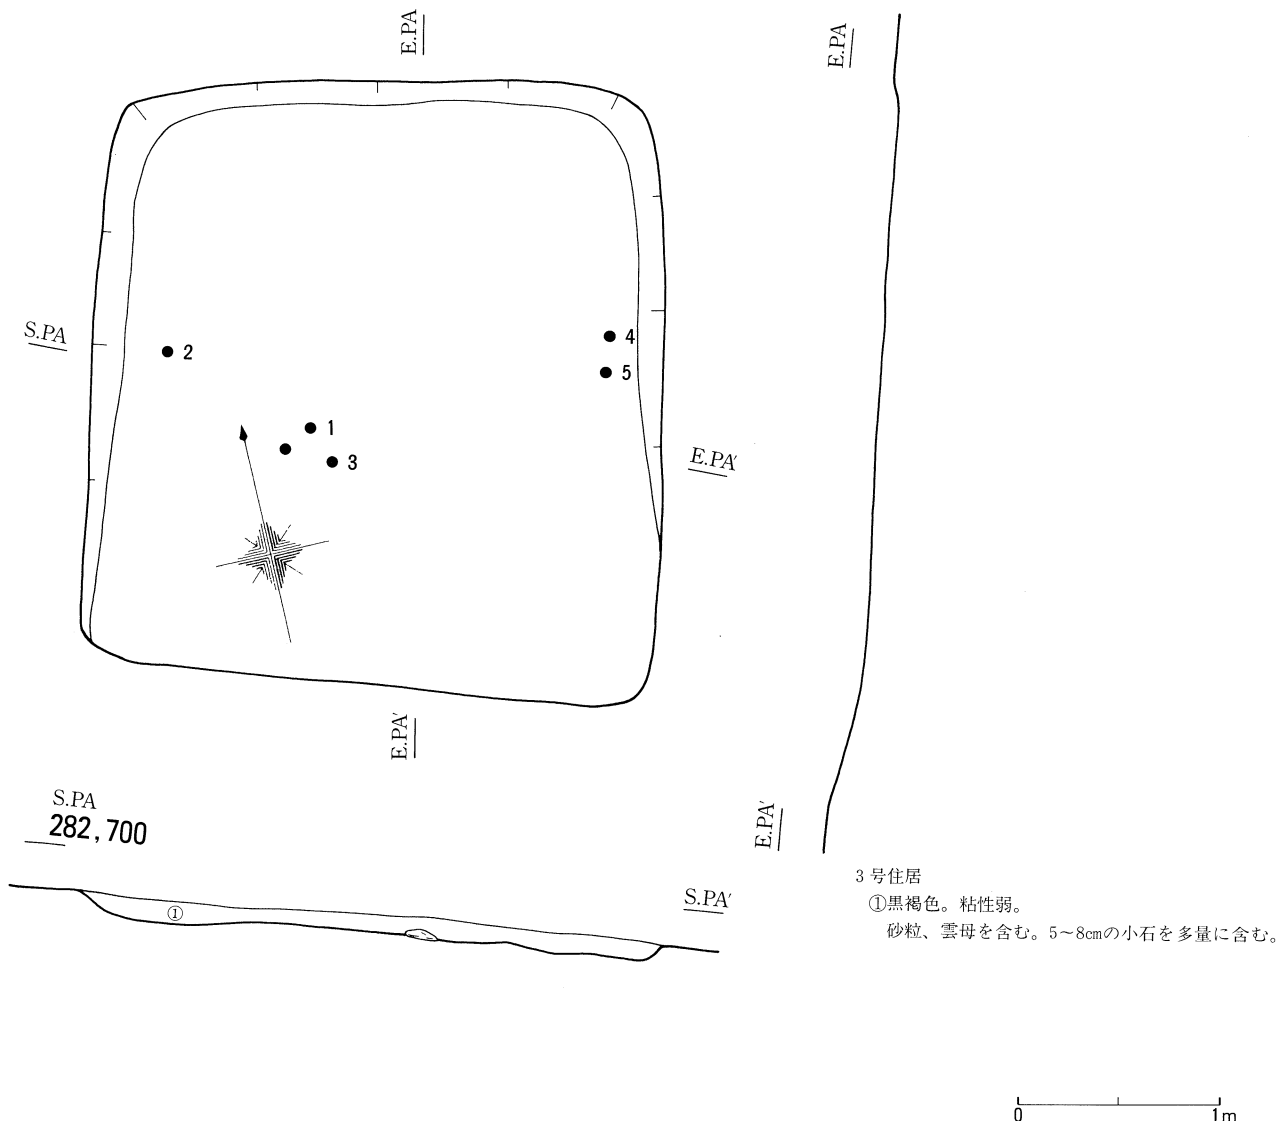 E.PA
E.PA
S.PA
2
4
5
1
3
E.PA′
E.PA′
S.PA
282,700
E.PA′
S.PA′
①
3号住居
①黒褐色。粘性弱。
砂粒、雲母を含む。5〜8㎝の小石を多量に含む。
0 1m